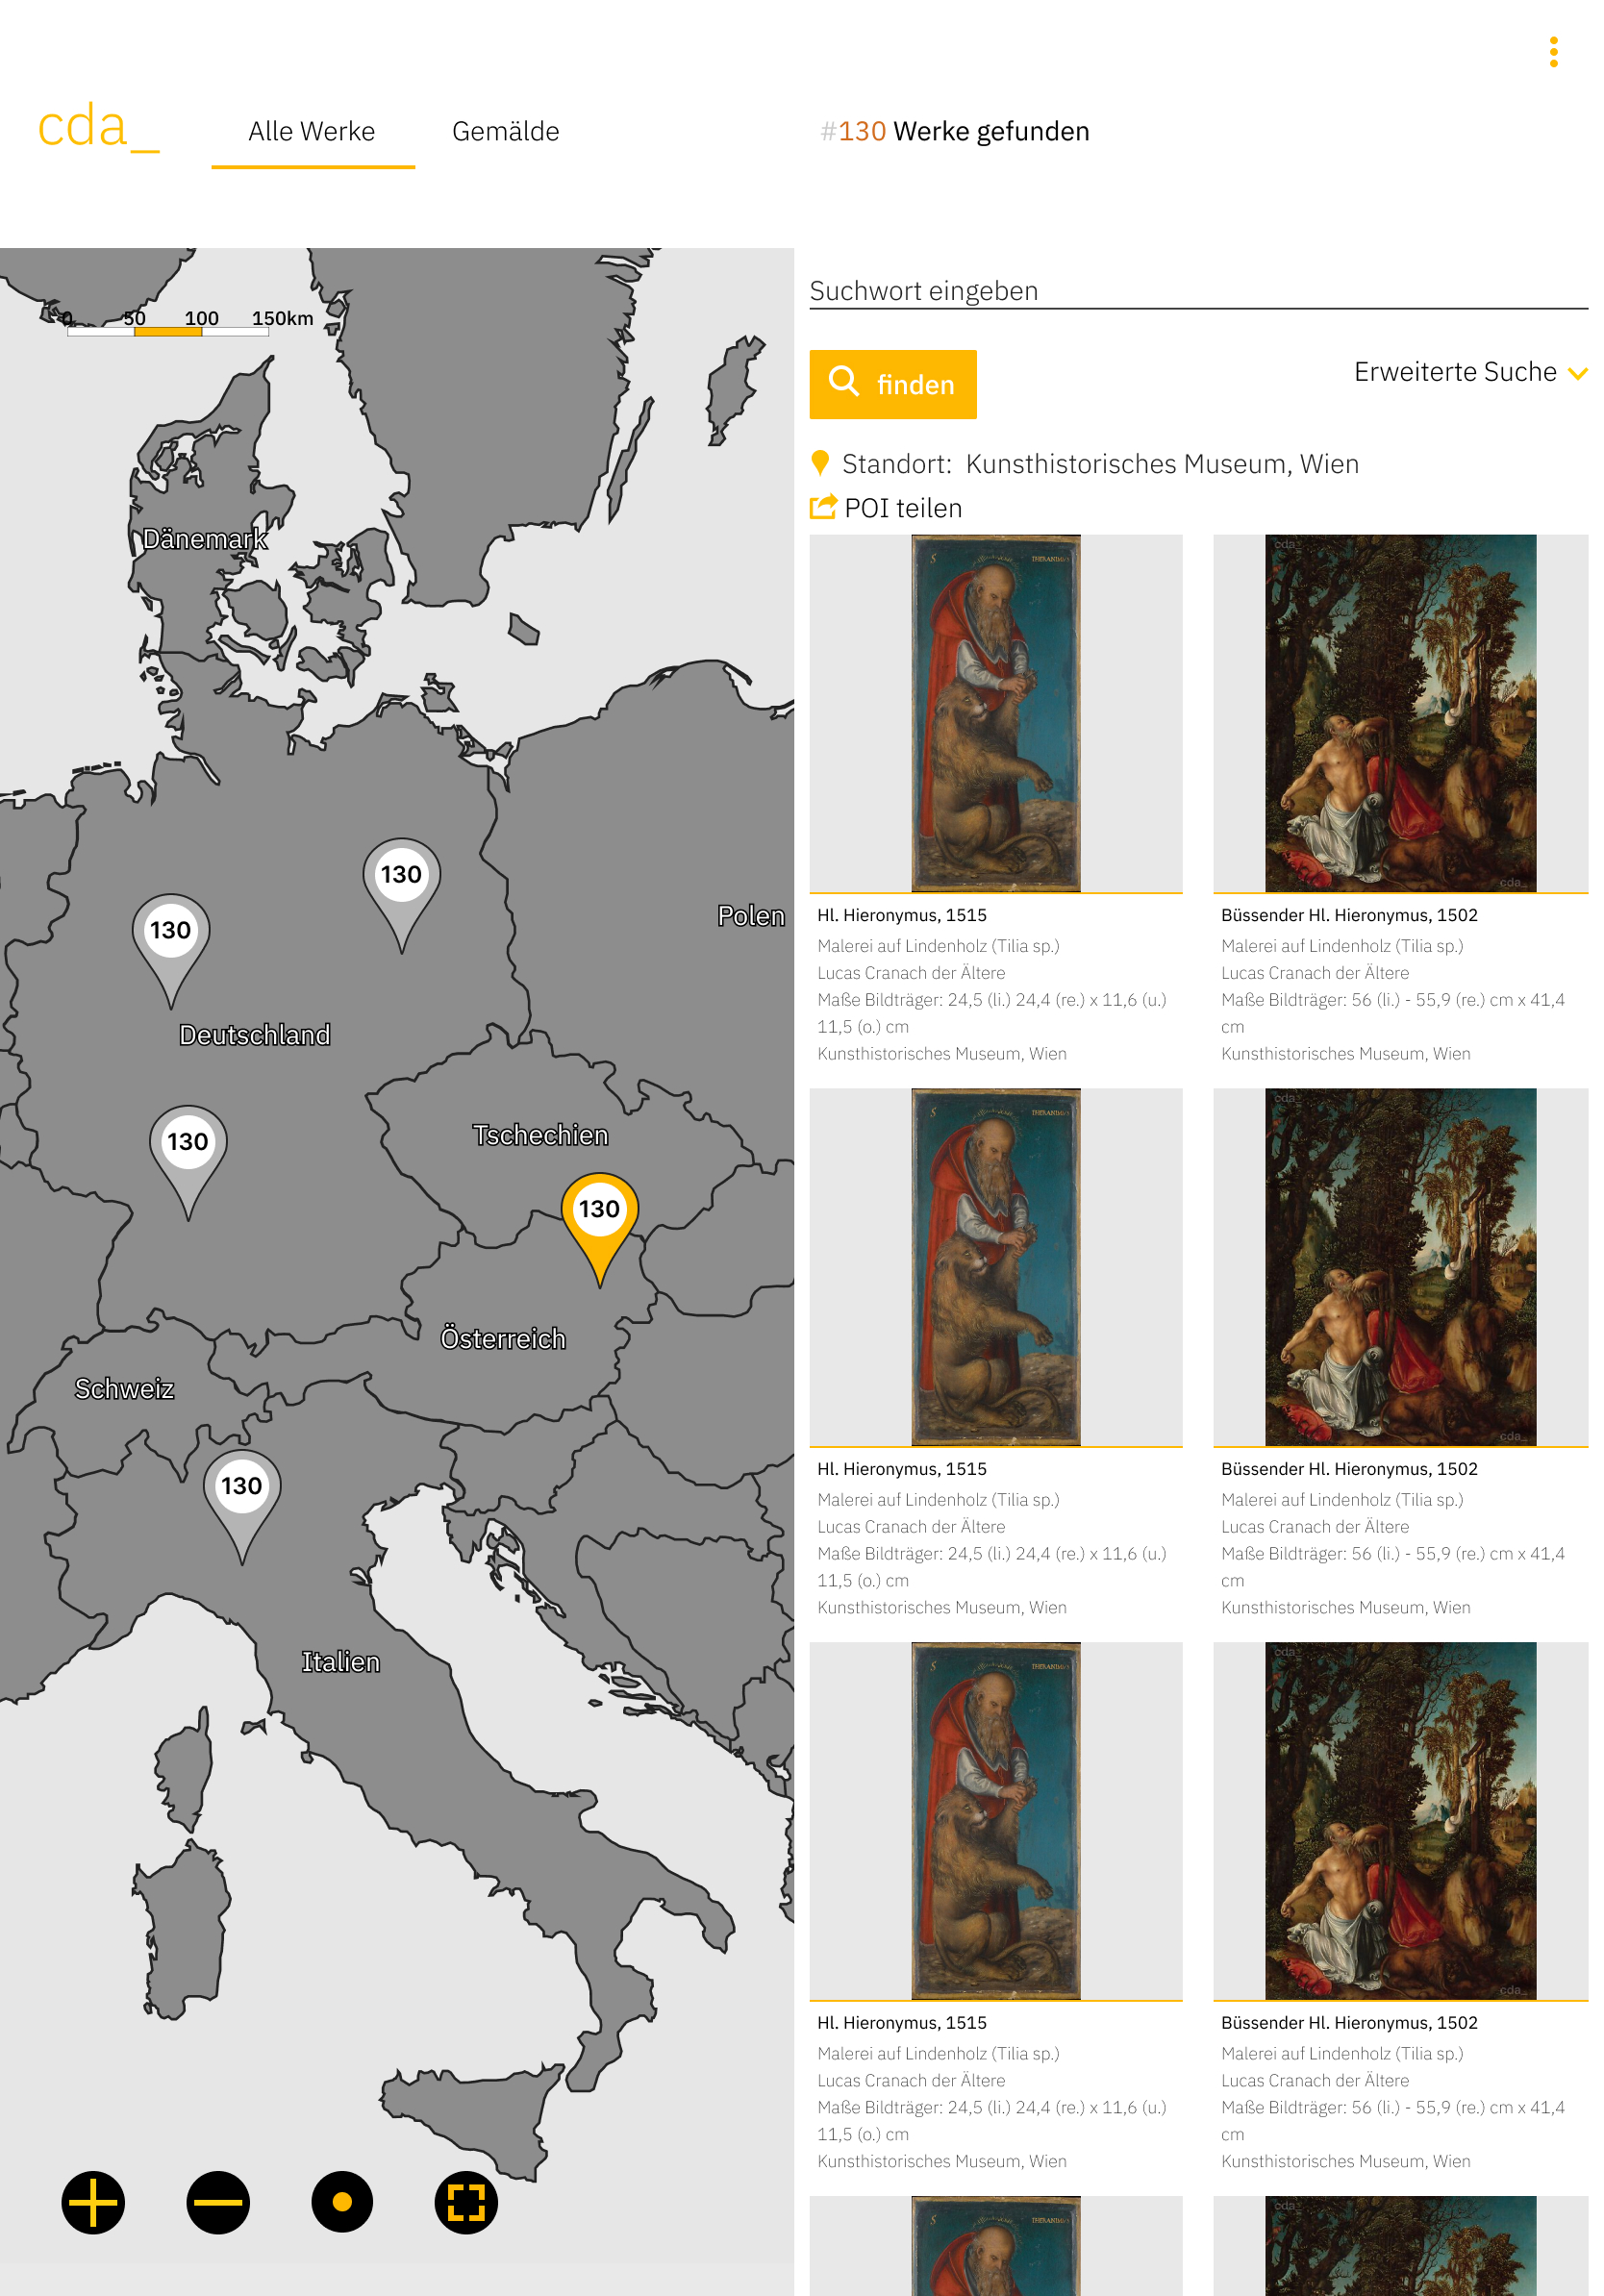 cda_
Alle Werke
Gemälde
#130 Werke gefunden
0 50 100 150km
Dänemark
130
130
Polen
Deutschland
130
Tschechien
130
Österreich
Schweiz
130
Italien
Suchwort eingeben
finden
Erweiterte Suche
Standort: Kunsthistorisches Museum, Wien
POI teilen
cda_
cda_
Hl. Hieronymus, 1515
Malerei auf Lindenholz (Tilia sp.)
Lucas Cranach der Ältere
Maße Bildträger: 24,5 (li.) 24,4 (re.) x 11,6 (u.)
11,5 (o.) cm
Kunsthistorisches Museum, Wien
Büssender Hl. Hieronymus, 1502
Malerei auf Lindenholz (Tilia sp.)
Lucas Cranach der Ältere
Maße Bildträger: 56 (li.) - 55,9 (re.) cm x 41,4
cm
Kunsthistorisches Museum, Wien
cda_
cda_
Hl. Hieronymus, 1515
Malerei auf Lindenholz (Tilia sp.)
Lucas Cranach der Ältere
Maße Bildträger: 24,5 (li.) 24,4 (re.) x 11,6 (u.)
11,5 (o.) cm
Kunsthistorisches Museum, Wien
Büssender Hl. Hieronymus, 1502
Malerei auf Lindenholz (Tilia sp.)
Lucas Cranach der Ältere
Maße Bildträger: 56 (li.) - 55,9 (re.) cm x 41,4
cm
Kunsthistorisches Museum, Wien
cda_
cda_
Hl. Hieronymus, 1515
Malerei auf Lindenholz (Tilia sp.)
Lucas Cranach der Ältere
Maße Bildträger: 24,5 (li.) 24,4 (re.) x 11,6 (u.)
11,5 (o.) cm
Kunsthistorisches Museum, Wien
Büssender Hl. Hieronymus, 1502
Malerei auf Lindenholz (Tilia sp.)
Lucas Cranach der Ältere
Maße Bildträger: 56 (li.) - 55,9 (re.) cm x 41,4
cm
Kunsthistorisches Museum, Wien
cda_